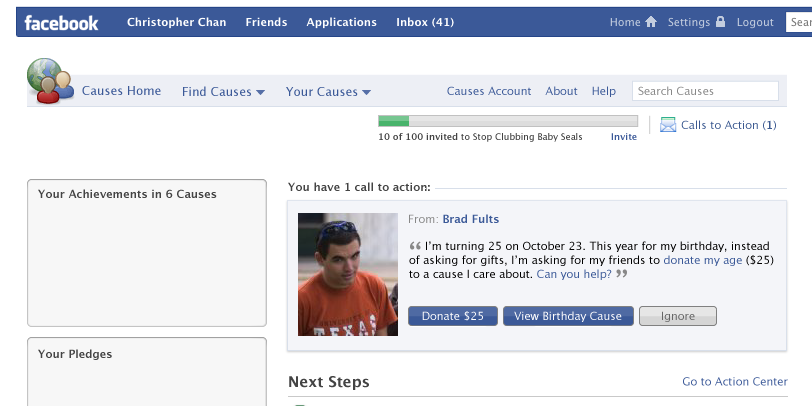 facebook Christopher Chan Friends Applications Inbox (41) Home Settings Logout Sear
Causes Home Find Causes Your Causes Causes Account About Help Search Causes
10 of 100 invited to Stop Clubbing Baby Seals Invite
Calls to Action (1)
Your Achievements in 6 Causes
Your Pledges
You have 1 call to action:
From: Brad Fults
“ I’m turning 25 on October 23. This year for my birthday, instead
of asking for gifts, I’m asking for my friends to donate my age ($25)
to a cause I care about. Can you help? ”
TEXAS
Donate $25 View Birthday Cause Ignore
Next Steps Go to Action Center